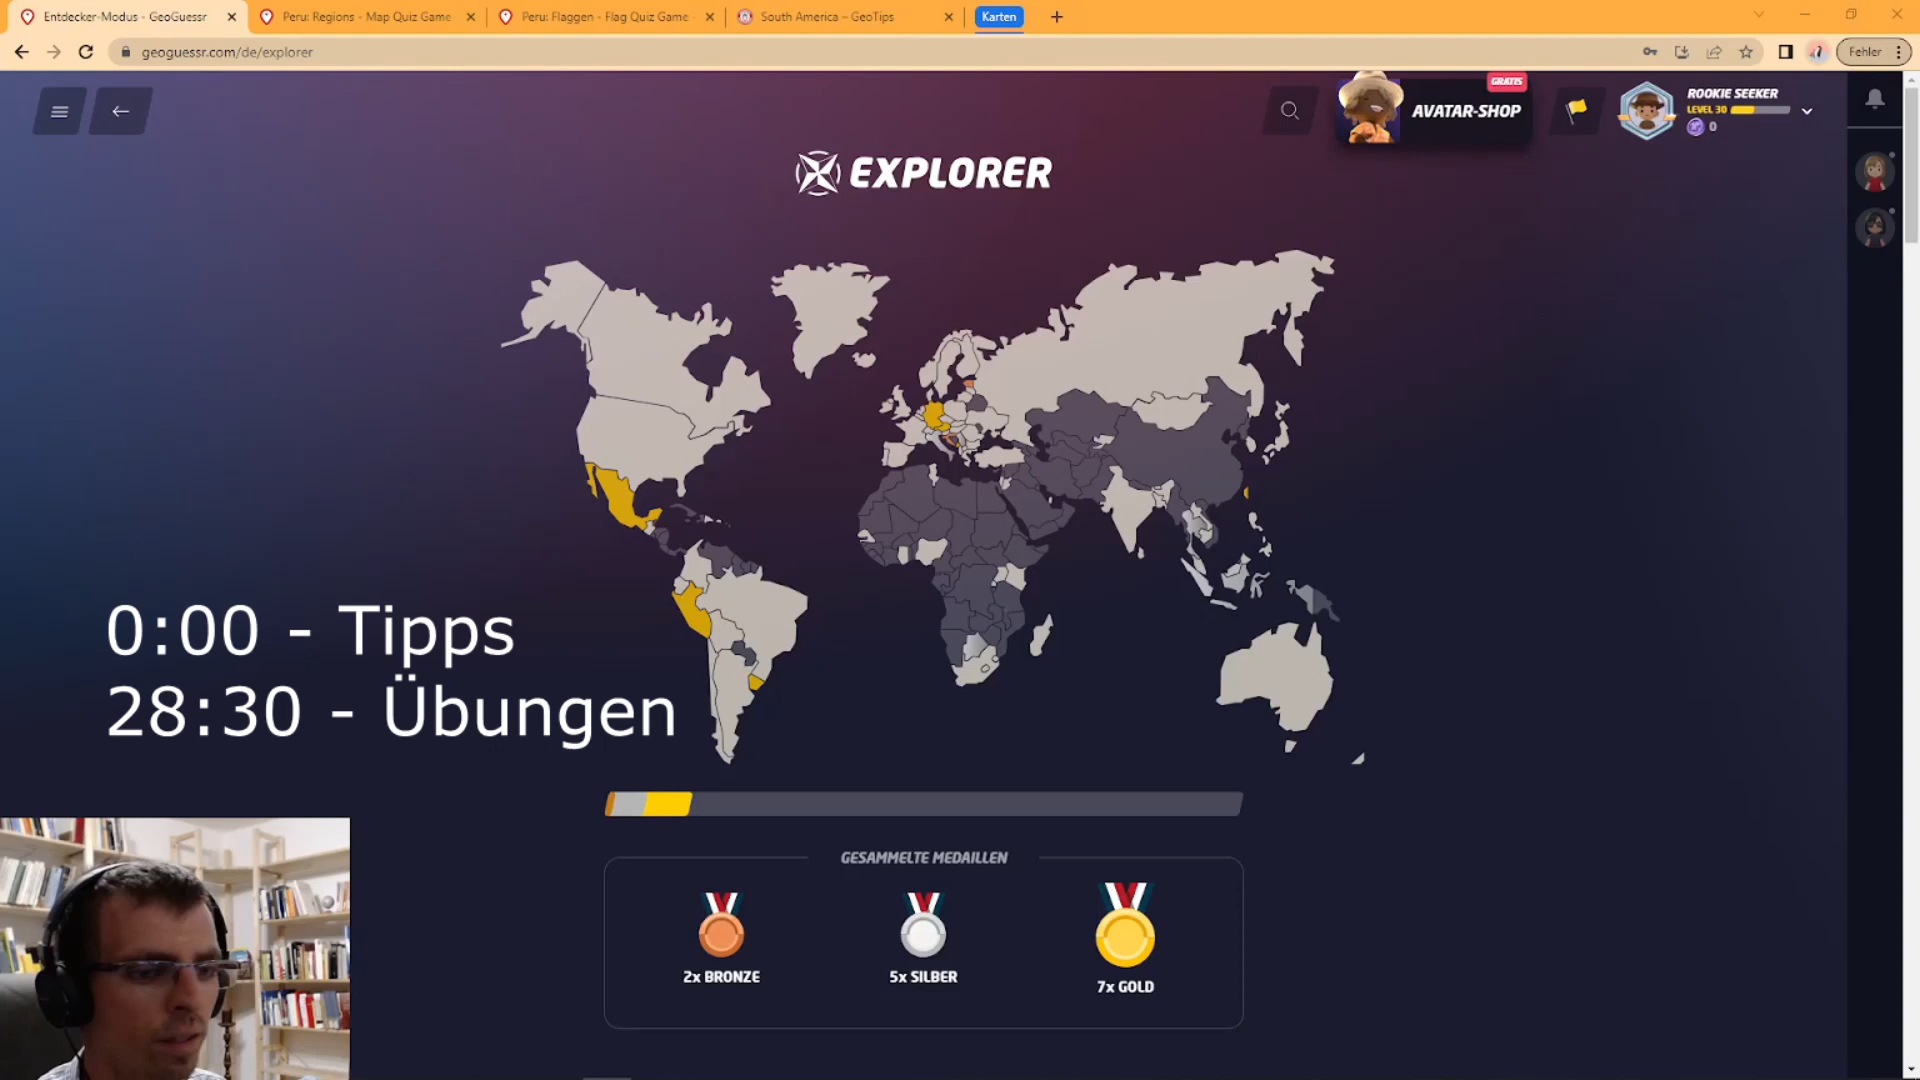 Entdecker-Modus - GeoGuessr
Peru: Regions - Map Quiz Game
Peru: Flaggen - Flag Quiz Game
South America – GeoTips
Karten
geoguessr.com/de/explorer
Fehler
GRATIS
AVATAR-SHOP
ROOKIE SEEKER
LEVEL 30
0
EXPLORER
0:00 - Tipps
28:30 - Übungen
GESAMMELTE MEDAILLEN
2x BRONZE
5x SILBER
7x GOLD